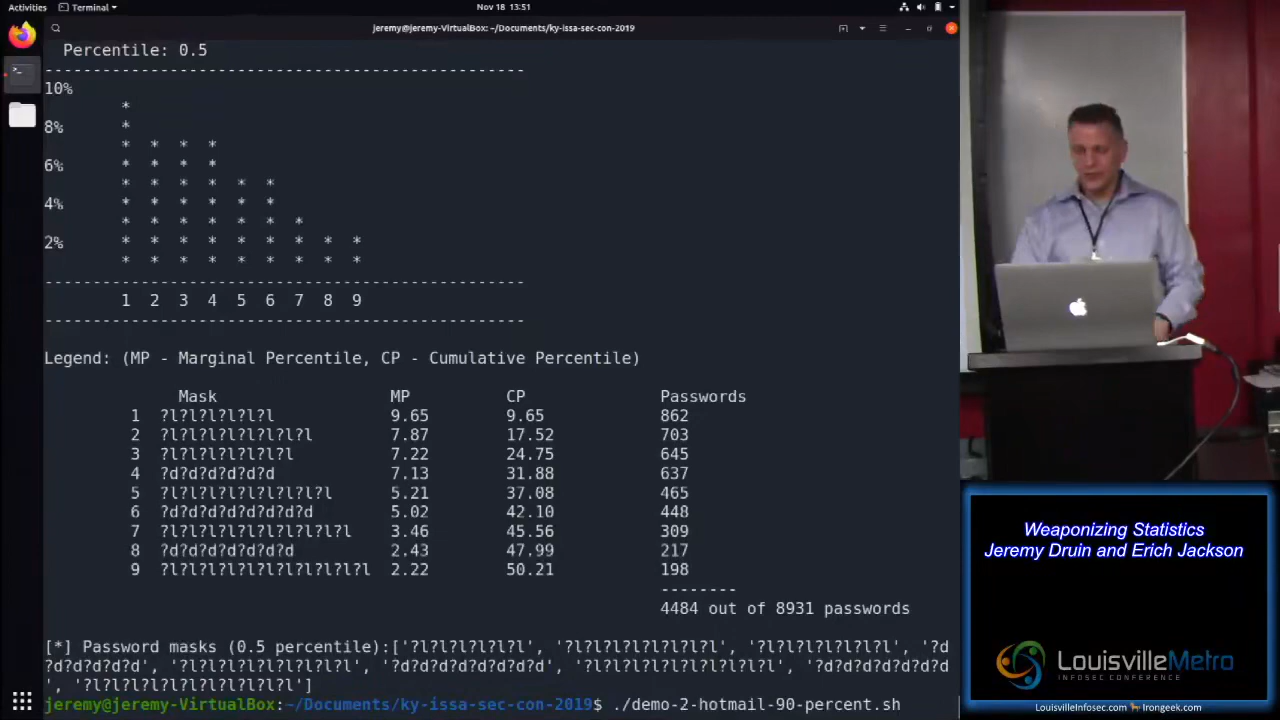 Activities
Terminal
Nov 18 13:51
jeremy@jeremy-VirtualBox: ~/Documents/ky-issa-sec-con-2019
Percentile: 0.5
--------------------------------------------------
10%
*
8% *
* * * *
6% * * * *
* * * * * *
4% * * * * * *
* * * * * * *
2% * * * * * * * * *
* * * * * * * * *
--------------------------------------------------
1 2 3 4 5 6 7 8 9
--------------------------------------------------
Legend: (MP - Marginal Percentile, CP - Cumulative Percentile)
Mask MP CP Passwords
1 ?l?l?l?l?l?l 9.65 9.65 862
2 ?l?l?l?l?l?l?l?l 7.87 17.52 703
3 ?l?l?l?l?l?l?l 7.22 24.75 645
4 ?d?d?d?d?d?d 7.13 31.88 637
5 ?l?l?l?l?l?l?l?l?l 5.21 37.08 465
6 ?d?d?d?d?d?d?d?d 5.02 42.10 448
7 ?l?l?l?l?l?l?l?l?l?l 3.46 45.56 309
8 ?d?d?d?d?d?d?d 2.43 47.99 217
9 ?l?l?l?l?l?l?l?l?l?l?l 2.22 50.21 198
--------
4484 out of 8931 passwords
[*] Password masks (0.5 percentile):['?l?l?l?l?l?l', '?l?l?l?l?l?l?l?l', '?l?l?l?l?l?l?l', '?d
?d?d?d?d?d', '?l?l?l?l?l?l?l?l?l', '?d?d?d?d?d?d?d?d', '?l?l?l?l?l?l?l?l?l?l', '?d?d?d?d?d?d?d'
, '?l?l?l?l?l?l?l?l?l?l?l']
jeremy@jeremy-VirtualBox:~/Documents/ky-issa-sec-con-2019$ ./demo-2-hotmail-90-percent.sh
Weaponizing Statistics
Jeremy Druin and Erich Jackson
LouisvilleMetro
INFOSEC CONFERENCE
LouisvilleInfosec.com
Irongeek.com